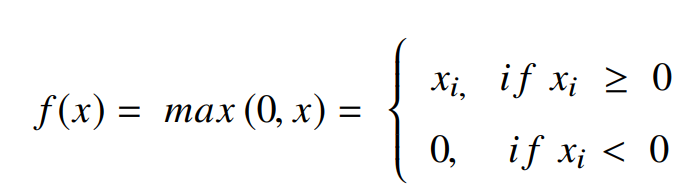 f(x) = max (0, x) = { x_i, if x_i ≥ 0
0, if x_i < 0